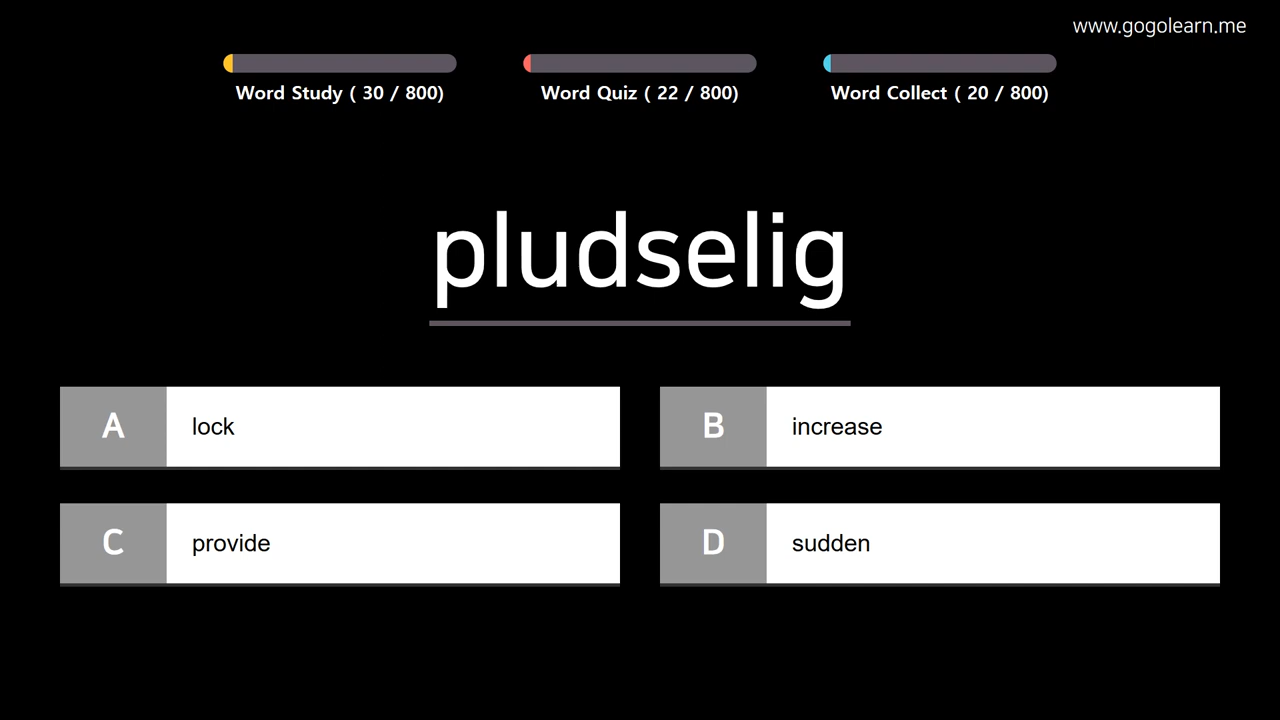 www.gogolearn.me
Word Study ( 30 / 800) Word Quiz ( 22 / 800) Word Collect ( 20 / 800)
pludselig
A lock
B increase
C provide
D sudden